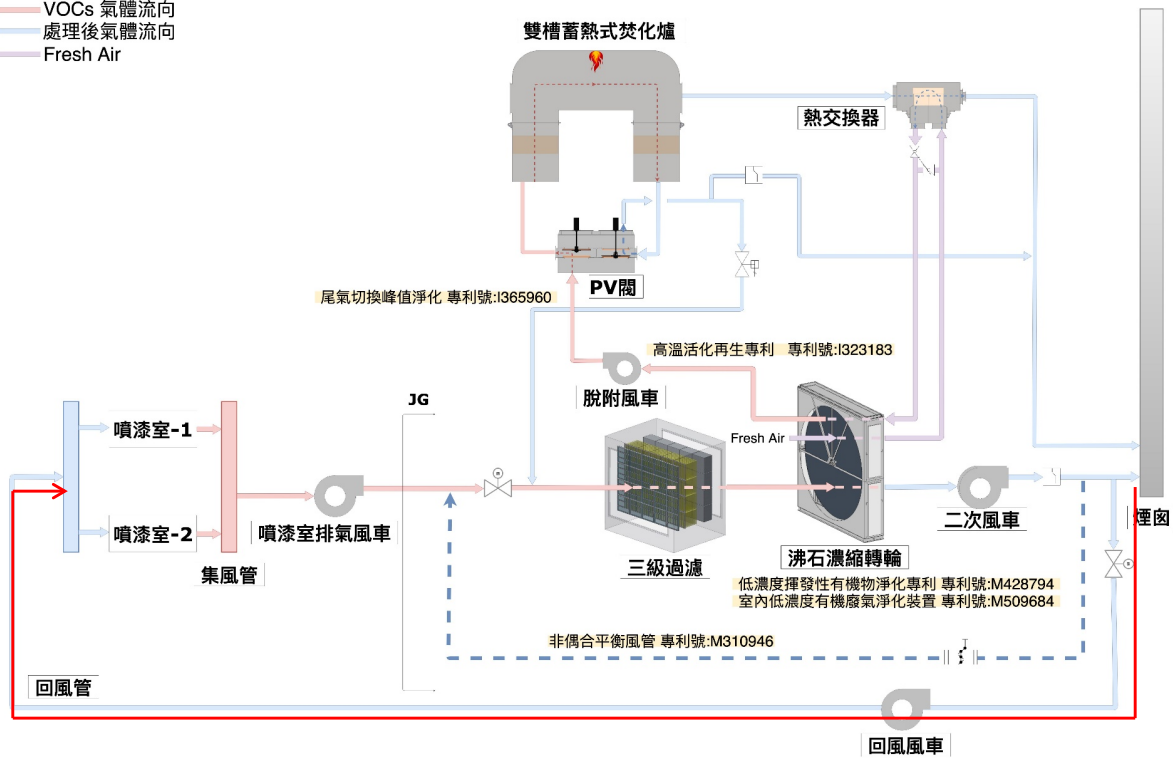 VOCs 氣體流向
處理後氣體流向
Fresh Air
雙槽蓄熱式焚化爐
熱交換器
PV閥
尾氣切換峰值淨化 專利號:I365960
高溫活化再生專利 專利號:I323183
脫附風車
JG
噴漆室-1
Fresh Air
噴漆室-2
噴漆室排氣風車
集風管
三級過濾
沸石濃縮轉輪
二次風車
煙囪
低濃度揮發性有機物淨化專利 專利號:M428794
室內低濃度有機廢氣淨化裝置 專利號:M509684
非偶合平衡風管 專利號:M310946
回風管
回風風車